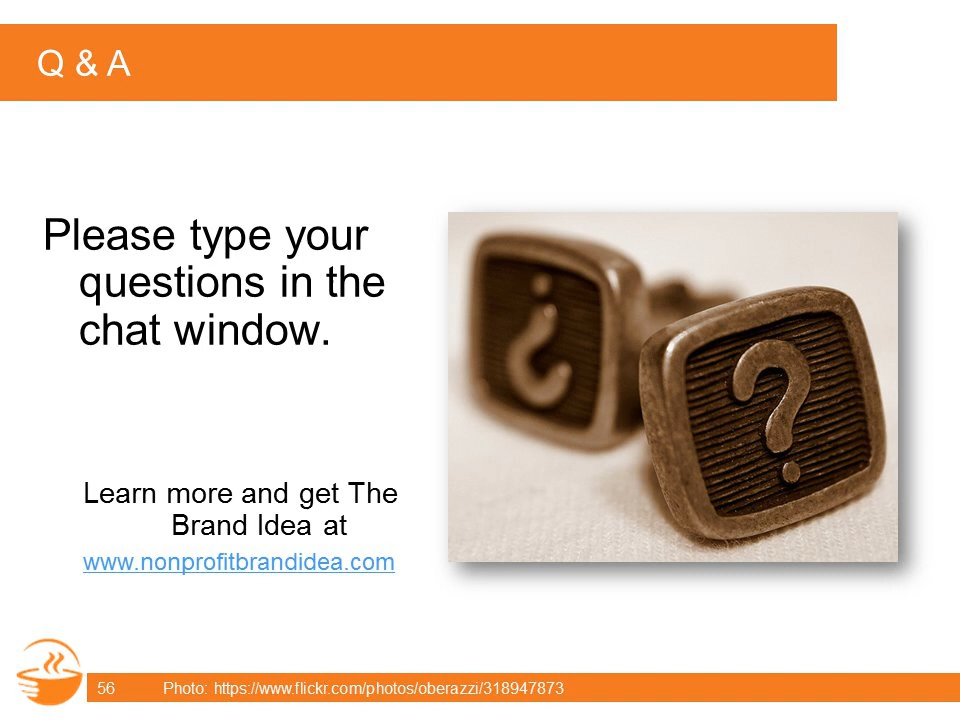 Q & A
Please type your
questions in the
chat window.
Learn more and get The
Brand Idea at
www.nonprofitbrandidea.com
¿
?
56
Photo: https://www.flickr.com/photos/oberazzi/318947873